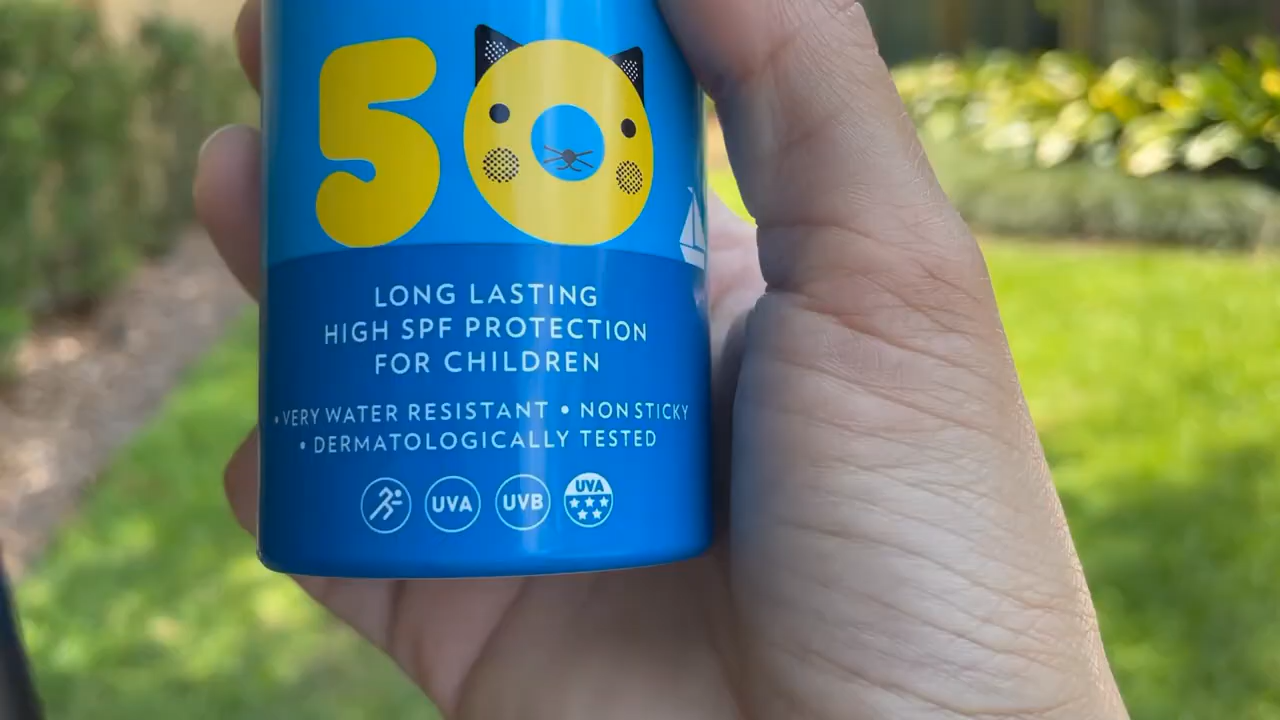 50
LONG LASTING
HIGH SPF PROTECTION
FOR CHILDREN
• VERY WATER RESISTANT • NON STICKY
• DERMATOLOGICALLY TESTED
UVA UVB UVA